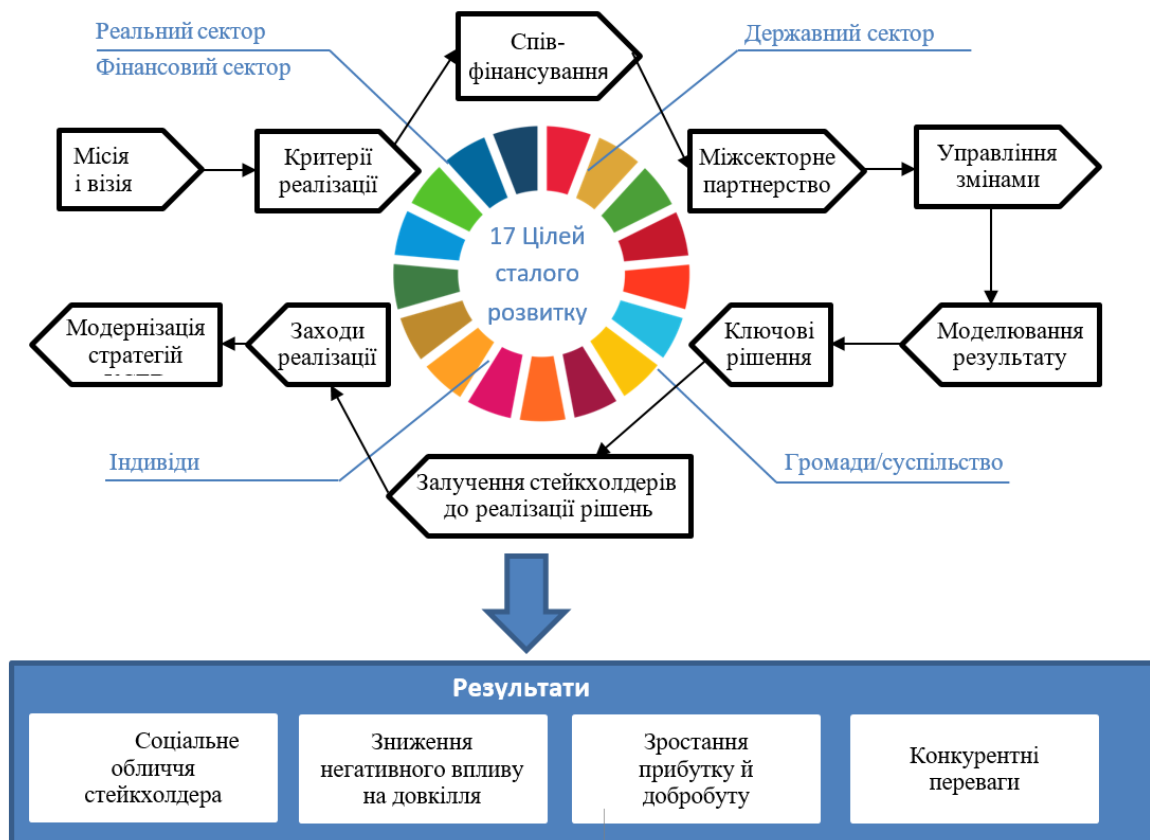 Реальний сектор
Фінансовий сектор
Спів-
фінансування
Державний сектор
Місія
і візія
Критерії
реалізації
Міжсекторне
партнерство
Управління
змінами
17 Цілей
сталого
розвитку
Модернізація
стратегій
Заходи
реалізації
Ключові
рішення
Моделювання
результату
Індивіди
Залучення стейкхолдерів
до реалізації рішень
Громади/суспільство
Результати
Соціальне
обличчя
стейкхолдера
Зниження
негативного впливу
на довкілля
Зростання
прибутку й
добробуту
Конкурентні
переваги